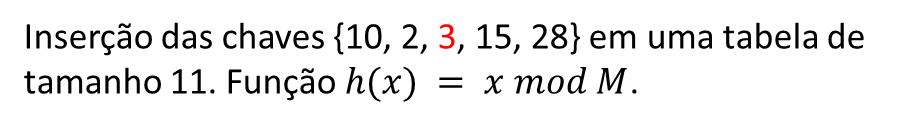 Inserção das chaves {10, 2, 3, 15, 28} em uma tabela de
tamanho 11. Função h(x) = x mod M.